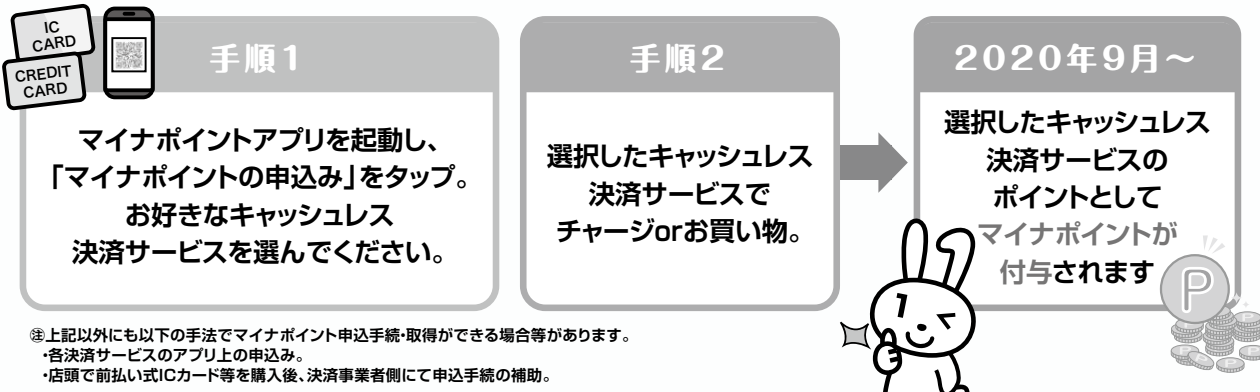 IC
CARD
CREDIT
CARD
手順1
マイナポイントアプリを起動し、
「マイナポイントの申込み」をタップ。
お好きなキャッシュレス
決済サービスを選んでください。
手順2
選択したキャッシュレス
決済サービスで
チャージorお買い物。
2020年9月～
選択したキャッシュレス
決済サービスの
ポイントとして
マイナポイントが
付与されます
P
㊟上記以外にも以下の手法でマイナポイント申込手続・取得ができる場合等があります。
・各決済サービスのアプリ上の申込み。
・店頭で前払い式ICカード等を購入後、決済事業者側にて申込手続の補助。